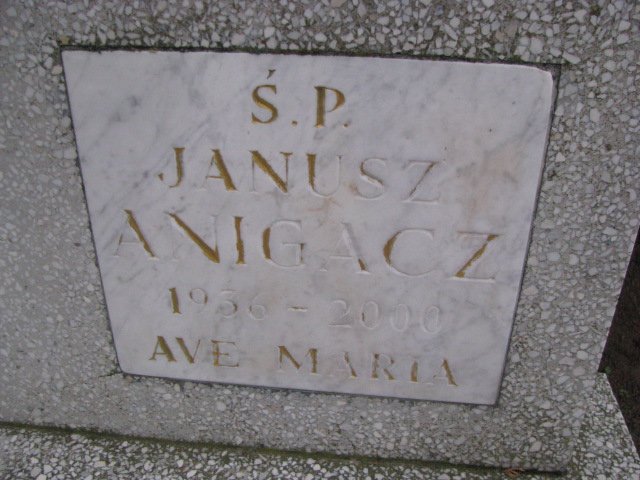 Ś.P.
JANUSZ
ANIGACZ
1936 - 2000
AVE MARIA